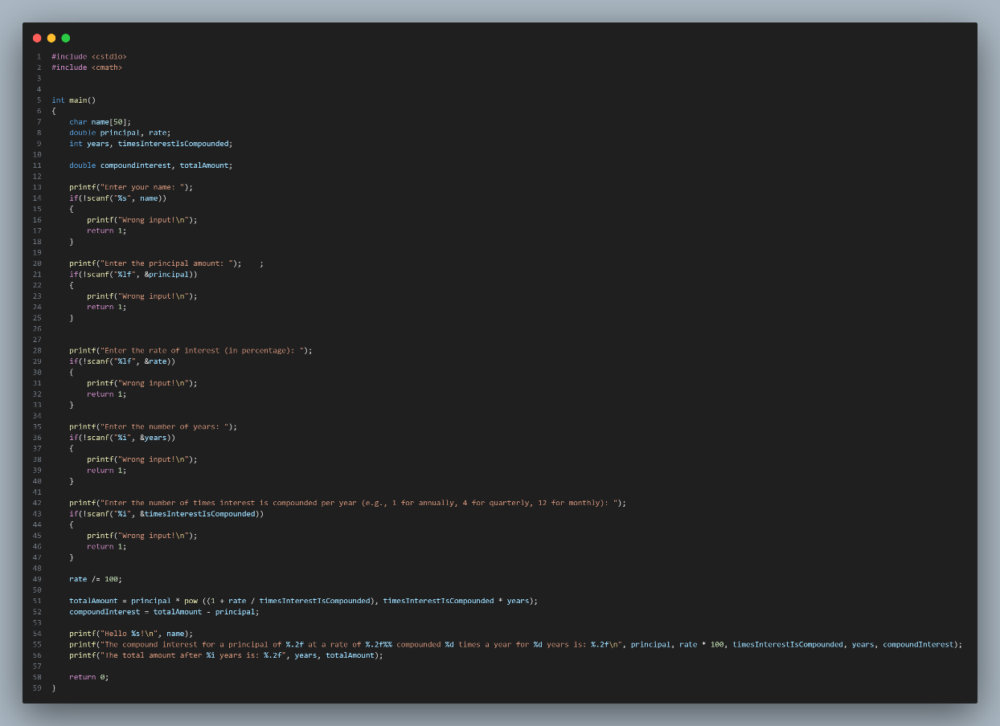 1 #include <cstdio>
2 #include <cmath>
3
4
5 int main()
6 {
7     char name[50];
8     double principal, rate;
9     int years, timesInterestIsCompounded;
10
11     double compoundInterest, totalAmount;
12
13     printf("Enter your name: ");
14     if(!scanf("%s", name))
15     {
16         printf("Wrong input!\n");
17         return 1;
18     }
19
20     printf("Enter the principal amount: ");    ;
21     if(!scanf("%lf", &principal))
22     {
23         printf("Wrong input!\n");
24         return 1;
25     }
26
27
28     printf("Enter the rate of interest (in percentage): ");
29     if(!scanf("%lf", &rate))
30     {
31         printf("Wrong input!\n");
32         return 1;
33     }
34
35     printf("Enter the number of years: ");
36     if(!scanf("%i", &years))
37     {
38         printf("Wrong input!\n");
39         return 1;
40     }
41
42     printf("Enter the number of times interest is compounded per year (e.g., 1 for annually, 4 for quarterly, 12 for monthly): ");
43     if(!scanf("%i", &timesInterestIsCompounded))
44     {
45         printf("Wrong input!\n");
46         return 1;
47     }
48
49     rate /= 100;
50
51     totalAmount = principal * pow ((1 + rate / timesInterestIsCompounded), timesInterestIsCompounded * years);
52     compoundInterest = totalAmount - principal;
53
54     printf("Hello %s!\n", name);
55     printf("The compound interest for a principal of %.2f at a rate of %.2f%% compounded %d times a year for %d years is: %.2f\n", principal, rate * 100, timesInterestIsCompounded, years, compoundInterest);
56     printf("The total amount after %i years is: %.2f", years, totalAmount);
57
58     return 0;
59 }